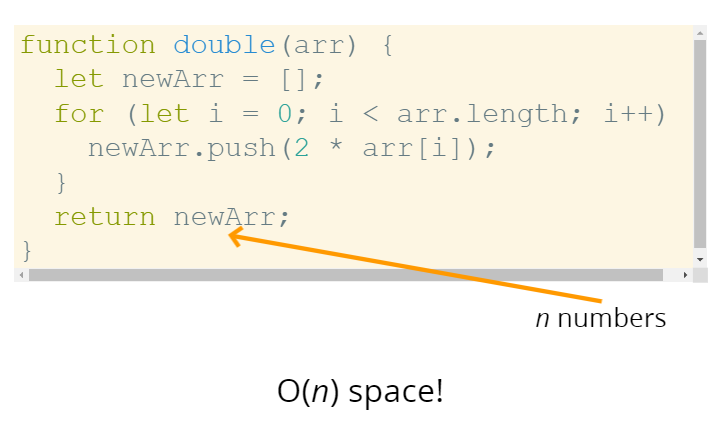 function double(arr) {
  let newArr = [];
  for (let i = 0; i < arr.length; i++)
    newArr.push(2 * arr[i]);
  }
  return newArr;
}
n numbers
O(n) space!